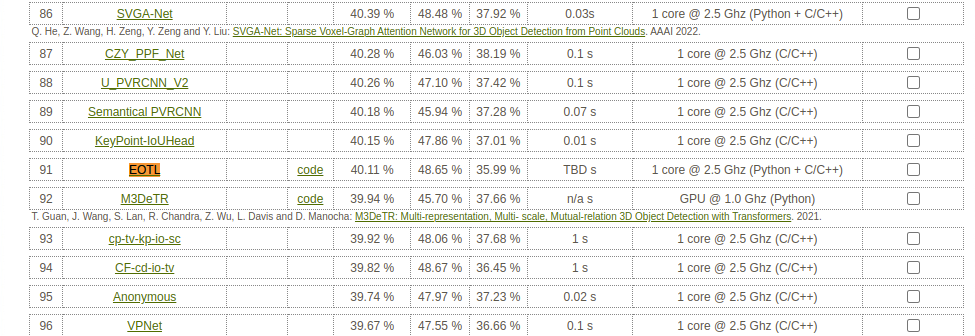 86 SVGA-Net 40.39 % 48.48 % 37.92 % 0.03s 1 core @ 2.5 Ghz (Python + C/C++)
Q. He, Z. Wang, H. Zeng, Y. Zeng and Y. Liu: SVGA-Net: Sparse Voxel-Graph Attention Network for 3D Object Detection from Point Clouds. AAAI 2022.
87 CZY_PPF_Net 40.28 % 46.03 % 38.19 % 0.1 s 1 core @ 2.5 Ghz (C/C++)
88 U_PVRCNN_V2 40.26 % 47.10 % 37.42 % 0.1 s 1 core @ 2.5 Ghz (C/C++)
89 Semantical PVRCNN 40.18 % 45.94 % 37.28 % 0.07 s 1 core @ 2.5 Ghz (C/C++)
90 KeyPoint-IoUHead 40.15 % 47.86 % 37.01 % 0.01 s 1 core @ 2.5 Ghz (C/C++)
91 EOTL code 40.11 % 48.65 % 35.99 % TBD s 1 core @ 2.5 Ghz (Python + C/C++)
92 M3DeTR code 39.94 % 45.70 % 37.66 % n/a s GPU @ 1.0 Ghz (Python)
T. Guan, J. Wang, S. Lan, R. Chandra, Z. Wu, L. Davis and D. Manocha: M3DeTR: Multi-representation, Multi- scale, Mutual-relation 3D Object Detection with Transformers. 2021.
93 cp-tv-kp-io-sc 39.92 % 48.06 % 37.68 % 1 s 1 core @ 2.5 Ghz (C/C++)
94 CF-cd-io-tv 39.82 % 48.67 % 36.45 % 1 s 1 core @ 2.5 Ghz (C/C++)
95 Anonymous 39.74 % 47.97 % 37.23 % 0.02 s 1 core @ 2.5 Ghz (C/C++)
96 VPNet 39.67 % 47.55 % 36.66 % 0.1 s 1 core @ 2.5 Ghz (C/C++)